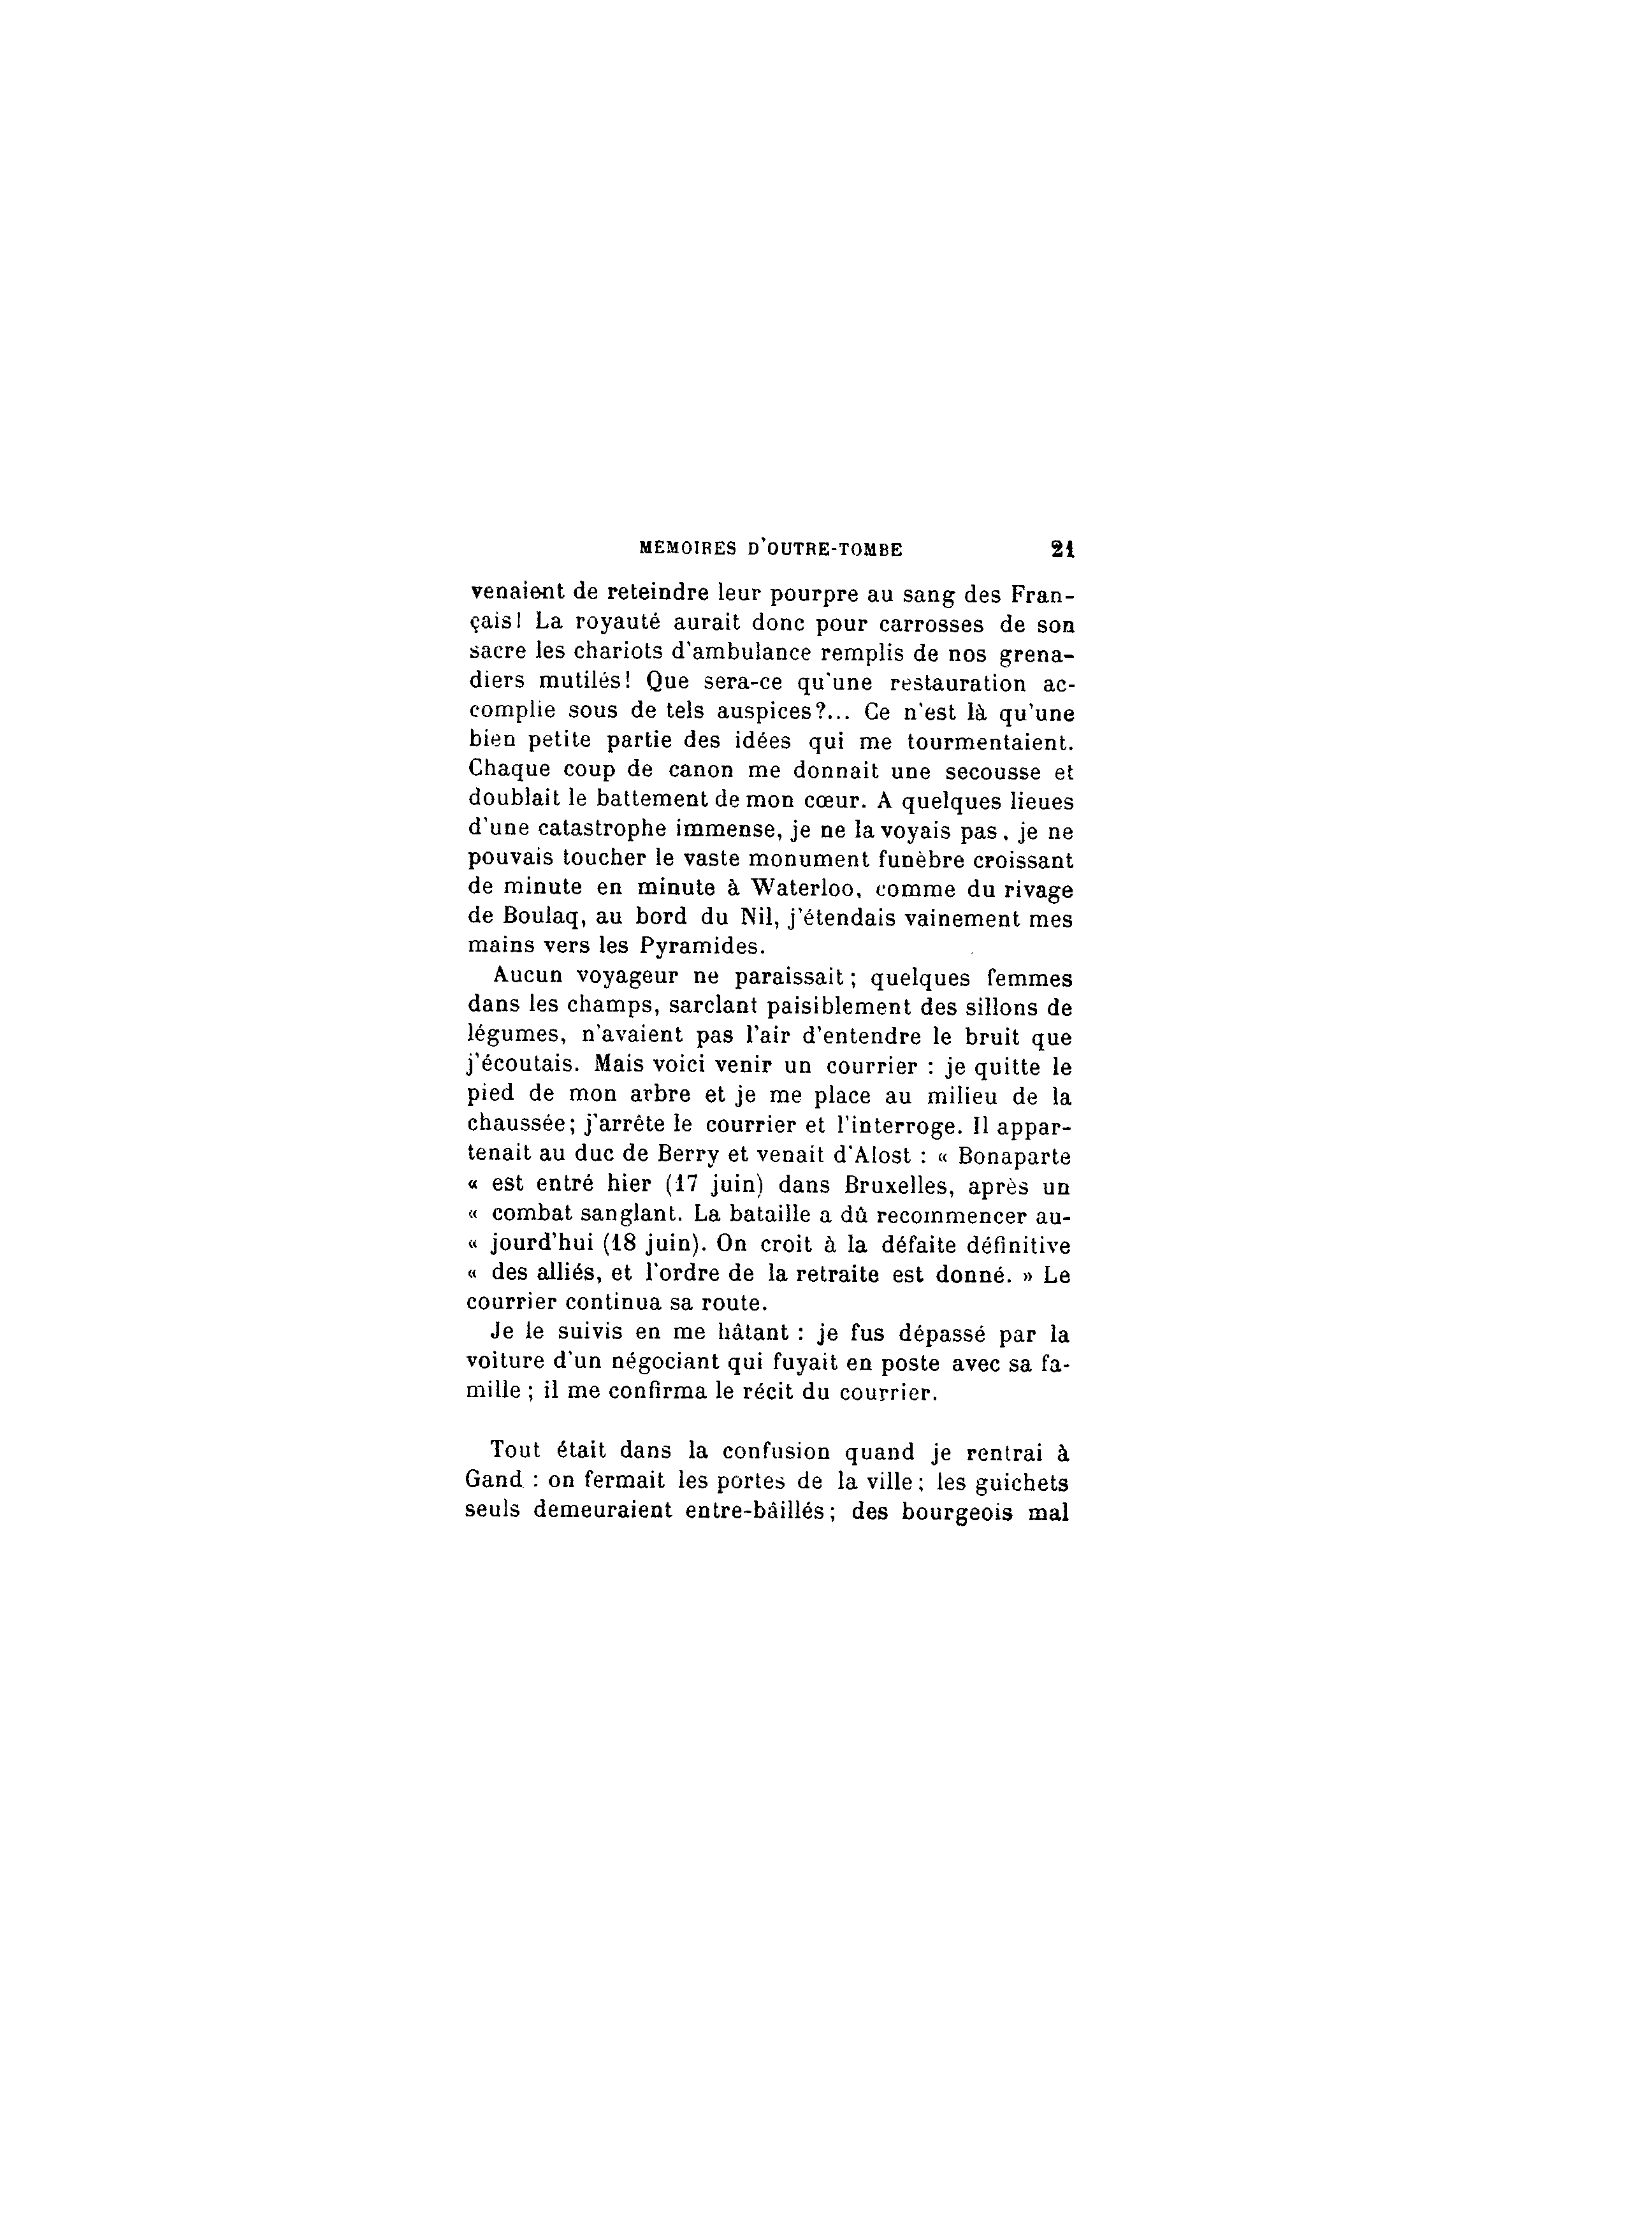 MÉMOIRES D'OUTRE-TOMBE 21
venaient de reteindre leur pourpre au sang des Fran-
çais! La royauté aurait donc pour carrosses de son
sacre les chariots d'ambulance remplis de nos grena-
diers mutilés! Que sera-ce qu'une restauration ac-
complie sous de tels auspices?... Ce n'est là qu'une
bien petite partie des idées qui me tourmentaient.
Chaque coup de canon me donnait une secousse et
doublait le battement de mon cœur. A quelques lieues
d'une catastrophe immense, je ne la voyais pas, je ne
pouvais toucher le vaste monument funèbre croissant
de minute en minute à Waterloo, comme du rivage
de Boulaq, au bord du Nil, j'étendais vainement mes
mains vers les Pyramides.
Aucun voyageur ne paraissait; quelques femmes
dans les champs, sarclant paisiblement des sillons de
légumes, n'avaient pas l'air d'entendre le bruit que
j'écoutais. Mais voici venir un courrier : je quitte le
pied de mon arbre et je me place au milieu de la
chaussée; j'arrête le courrier et l'interroge. Il appar-
tenait au duc de Berry et venait d'Alost : « Bonaparte
« est entré hier (17 juin) dans Bruxelles, après un
« combat sanglant. La bataille a dû recommencer au-
« jourd'hui (18 juin). On croit à la défaite définitive
« des alliés, et l'ordre de la retraite est donné. » Le
courrier continua sa route.
Je le suivis en me hâtant : je fus dépassé par la
voiture d'un négociant qui fuyait en poste avec sa fa-
mille ; il me confirma le récit du courrier.
Tout était dans la confusion quand je rentrai à
Gand : on fermait les portes de la ville; les guichets
seuls demeuraient entre-bâillés; des bourgeois mal